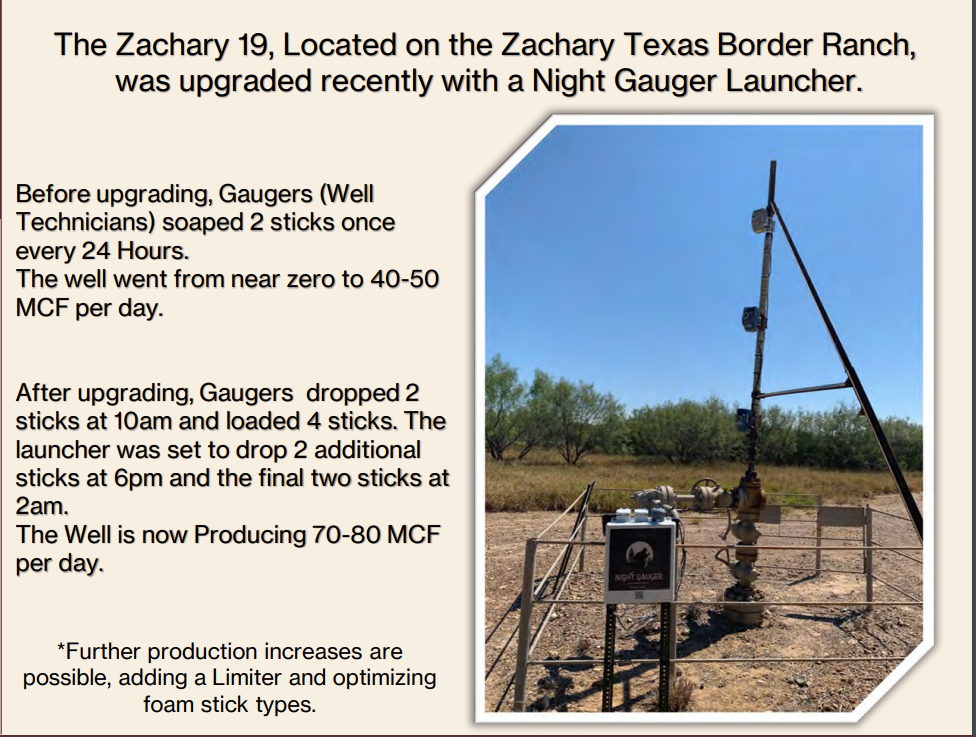 The Zachary 19, Located on the Zachary Texas Border Ranch,
was upgraded recently with a Night Gauger Launcher.
Before upgrading, Gaugers (Well
Technicians) soaped 2 sticks once
every 24 Hours.
The well went from near zero to 40-50
MCF per day.
After upgrading, Gaugers  dropped 2
sticks at 10am and loaded 4 sticks. The
launcher was set to drop 2 additional
sticks at 6pm and the final two sticks at
2am.
The Well is now Producing 70-80 MCF
per day.
*Further production increases are
possible, adding a Limiter and optimizing
foam stick types.
NIGHT GAUGER